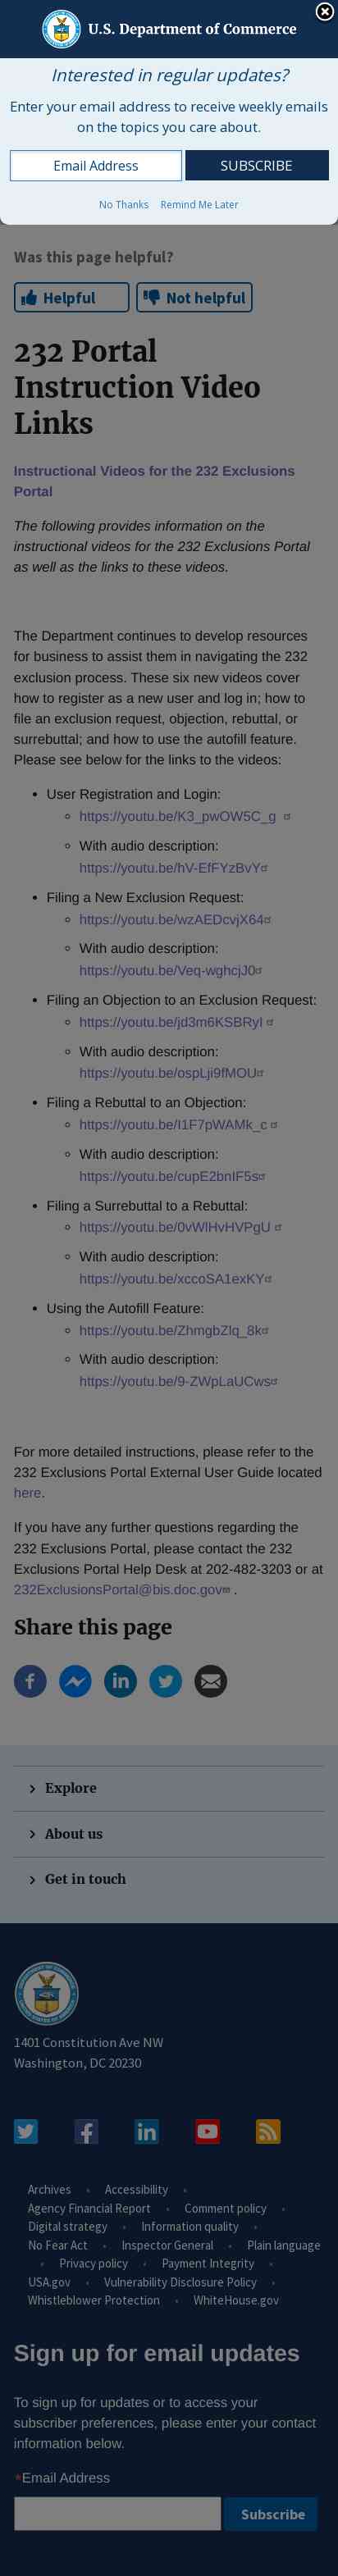 U.S. Department of Commerce
Interested in regular updates?
Enter your email address to receive weekly emails
on the topics you care about.
Email Address
SUBSCRIBE
No Thanks
Remind Me Later
Was this page helpful?
Helpful
Not helpful
232 Portal
Instruction Video
Links
Instructional Videos for the 232 Exclusions
Portal
The following provides information on the
instructional videos for the 232 Exclusions Portal
as well as the links to these videos.
The Department continues to develop resources
for business to assist them in navigating the 232
exclusion process. These six new videos cover
how to register as a new user and log in; how to
file an exclusion request, objection, rebuttal, or
surrebuttal; and how to use the autofill feature.
Please see below for the links to the videos:
• User Registration and Login:
https://youtu.be/K3_pwOW5C_g
With audio description:
https://youtu.be/hV-EfFYzBvY
• Filing a New Exclusion Request:
https://youtu.be/wzAEDcvjX64
With audio description:
https://youtu.be/Veq-wghcjJ0
• Filing an Objection to an Exclusion Request:
https://youtu.be/jd3m6KSBRyI
With audio description:
https://youtu.be/ospLji9fMOU
• Filing a Rebuttal to an Objection:
https://youtu.be/I1F7pWAMk_c
With audio description:
https://youtu.be/cupE2bnIF5s
• Filing a Surrebuttal to a Rebuttal:
https://youtu.be/0vWlHvHVPgU
With audio description:
https://youtu.be/xccoSA1exKY
• Using the Autofill Feature:
https://youtu.be/ZhmgbZlq_8k
With audio description:
https://youtu.be/9-ZWpLaUCws
For more detailed instructions, please refer to the
232 Exclusions Portal External User Guide located
here.
If you have any further questions regarding the
232 Exclusions Portal, please contact the 232
Exclusions Portal Help Desk at 202-482-3203 or at
232ExclusionsPortal@bis.doc.gov .
Share this page
Explore
About us
Get in touch
1401 Constitution Ave NW
Washington, DC 20230
Archives • Accessibility •
Agency Financial Report • Comment policy •
Digital strategy • Information quality •
No Fear Act • Inspector General • Plain language
• Privacy policy • Payment Integrity •
USA.gov • Vulnerability Disclosure Policy •
Whistleblower Protection • WhiteHouse.gov
Sign up for email updates
To sign up for updates or to access your
subscriber preferences, please enter your contact
information below.
*Email Address
Subscribe